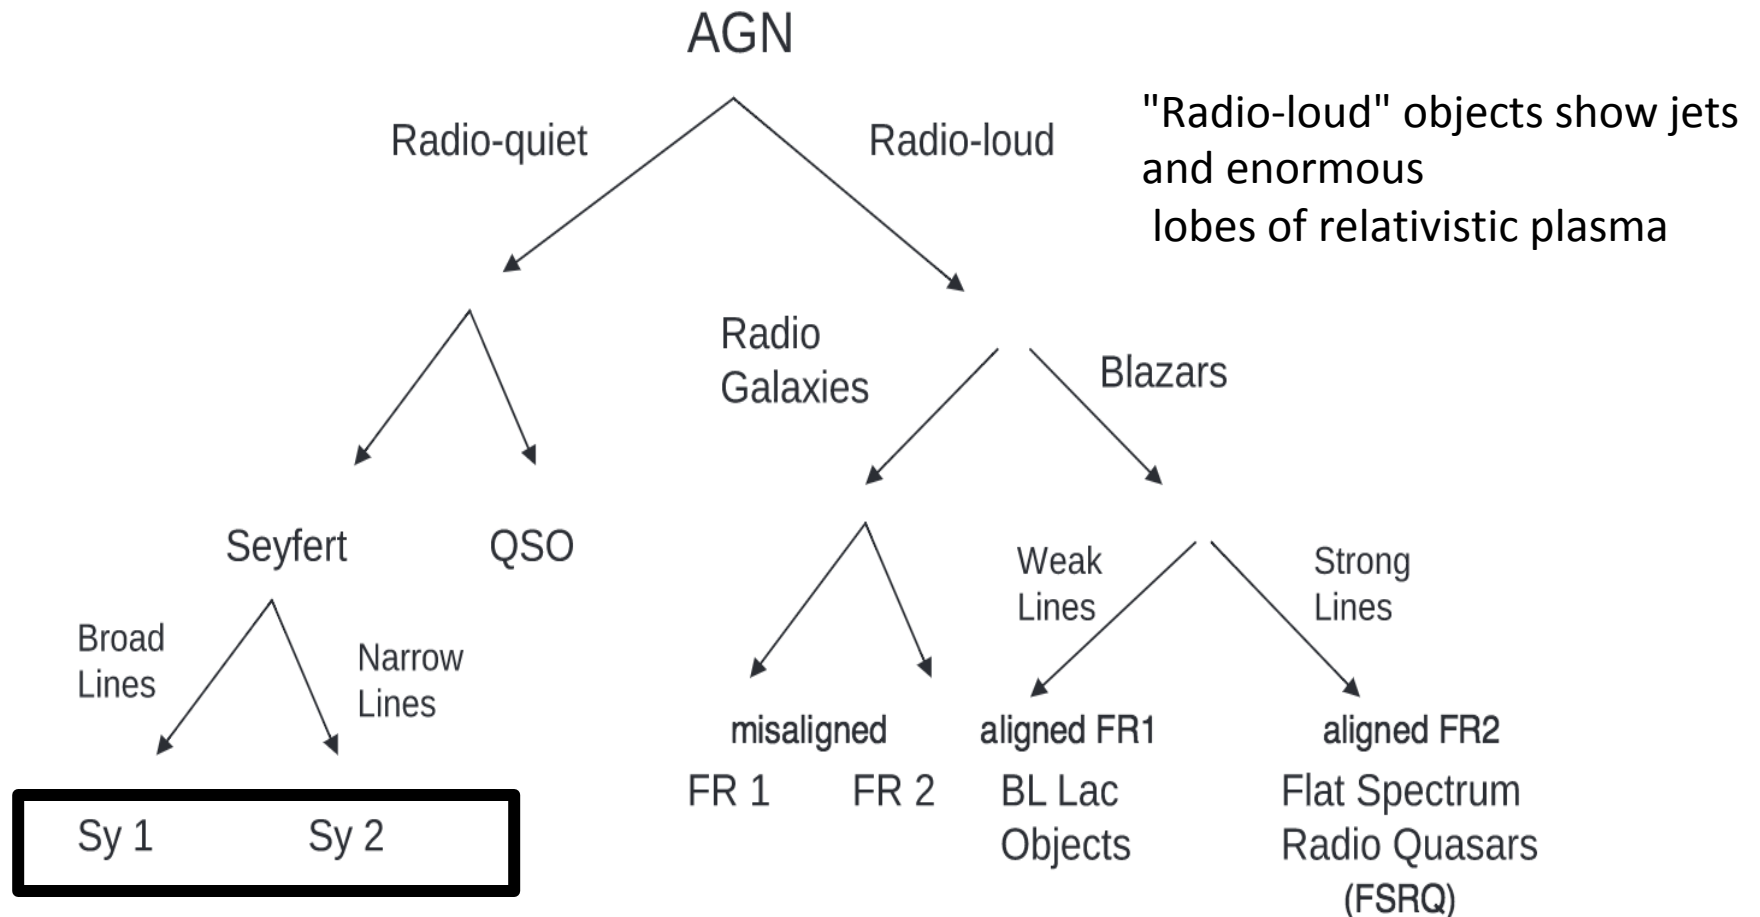 AGN
Radio-quiet
Radio-loud
"Radio-loud" objects show jets
and enormous
lobes of relativistic plasma
Radio
Galaxies
Blazars
Seyfert
QSO
Weak
Lines
Strong
Lines
Broad
Lines
Narrow
Lines
misaligned
aligned FR1
aligned FR2
FR 1
FR 2
BL Lac
Objects
Flat Spectrum
Radio Quasars
(FSRQ)
Sy 1
Sy 2